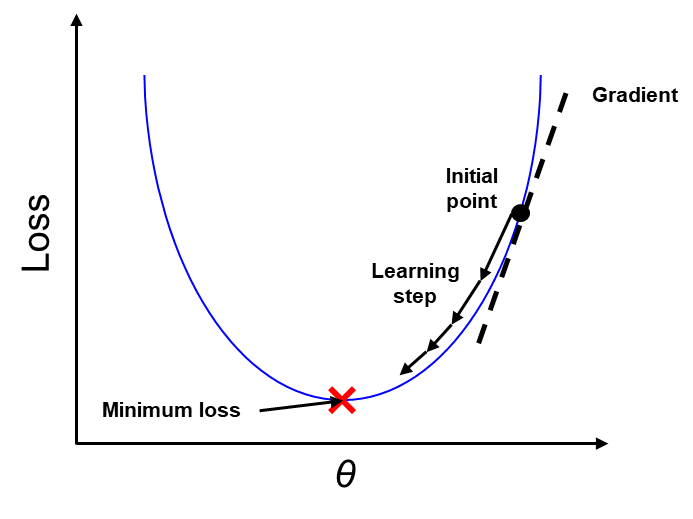 Gradient
Initial
point
Loss
Learning
step
Minimum loss
θ